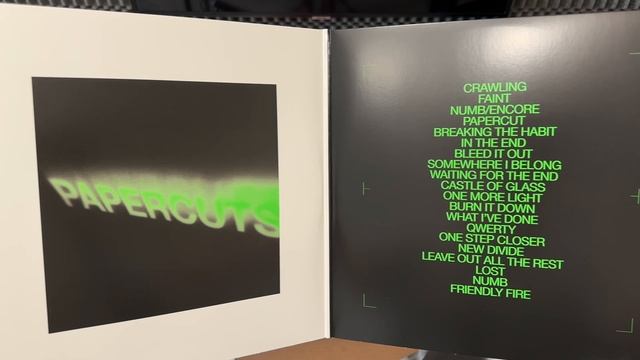 PAPERCUTS
CRAWLING
FAINT
NUMB/ENCORE
PAPERCUT
BREAKING THE HABIT
IN THE END
BLEED IT OUT
SOMEWHERE I BELONG
WAITING FOR THE END
CASTLE OF GLASS
ONE MORE LIGHT
BURN IT DOWN
WHAT I'VE DONE
QWERTY
ONE STEP CLOSER
NEW DIVIDE
LEAVE OUT ALL THE REST
LOST
NUMB
FRIENDLY FIRE